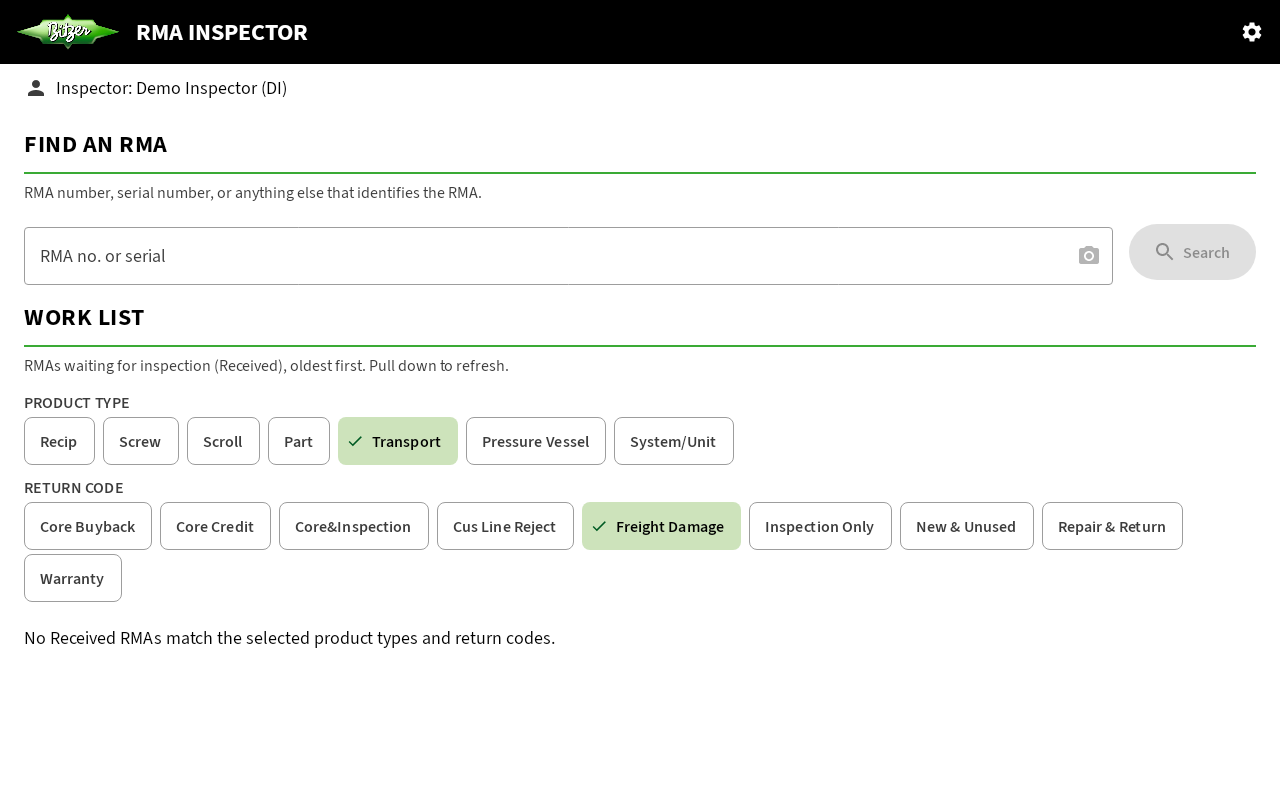 Bitzer
RMA INSPECTOR
Inspector: Demo Inspector (DI)
FIND AN RMA
RMA number, serial number, or anything else that identifies the RMA.
RMA no. or serial
Search
WORK LIST
RMAs waiting for inspection (Received), oldest first. Pull down to refresh.
PRODUCT TYPE
Recip
Screw
Scroll
Part
Transport
Pressure Vessel
System/Unit
RETURN CODE
Core Buyback
Core Credit
Core&Inspection
Cus Line Reject
Freight Damage
Inspection Only
New & Unused
Repair & Return
Warranty
No Received RMAs match the selected product types and return codes.